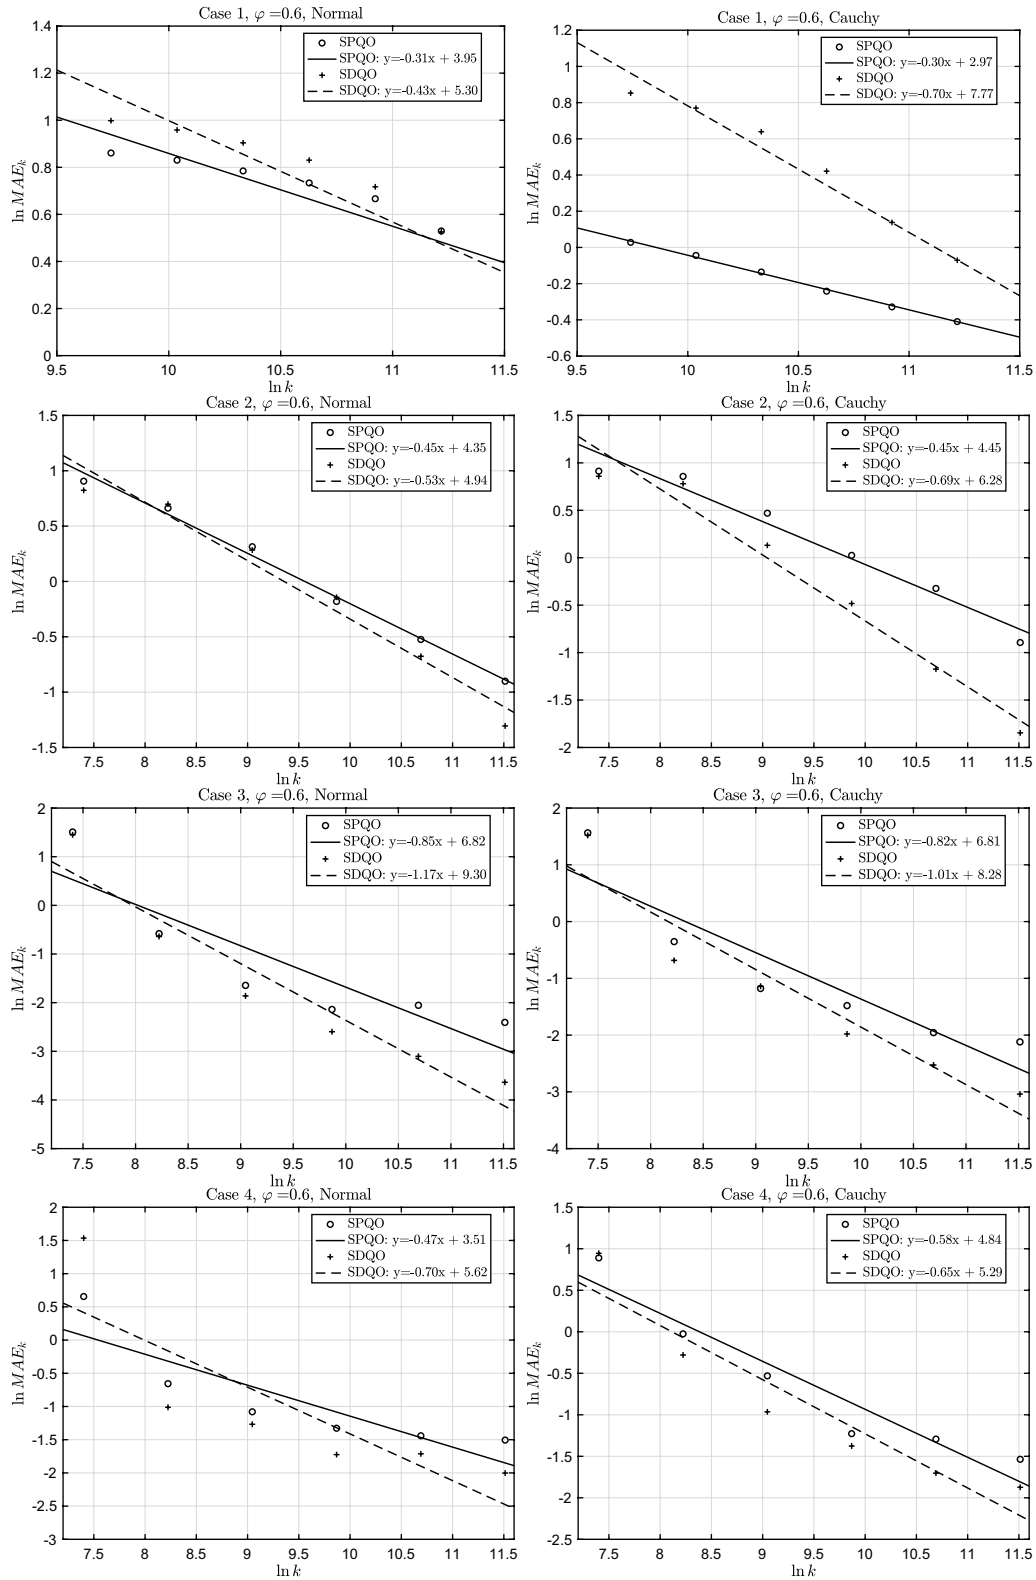 Case 1, φ =0.6, Normal
1.4
1.2
1
0.8
0.6
0.4
0.2
0
ln MAE_k
SPQO
SPQO: y=-0.31x + 3.95
SDQO
SDQO: y=-0.43x + 5.30
9.5 10 10.5 11 11.5
ln k
Case 1, φ =0.6, Cauchy
1.2
1
0.8
0.6
0.4
0.2
0
-0.2
-0.4
-0.6
ln MAE_k
SPQO
SPQO: y=-0.30x + 2.97
SDQO
SDQO: y=-0.70x + 7.77
9.5 10 10.5 11 11.5
ln k
Case 2, φ =0.6, Normal
1.5
1
0.5
0
-0.5
-1
-1.5
ln MAE_k
SPQO
SPQO: y=-0.45x + 4.35
SDQO
SDQO: y=-0.53x + 4.94
7.5 8 8.5 9 9.5 10 10.5 11 11.5
ln k
Case 2, φ =0.6, Cauchy
1.5
1
0.5
0
-0.5
-1
-1.5
-2
ln MAE_k
SPQO
SPQO: y=-0.45x + 4.45
SDQO
SDQO: y=-0.69x + 6.28
7.5 8 8.5 9 9.5 10 10.5 11 11.5
ln k
Case 3, φ =0.6, Normal
2
1
0
-1
-2
-3
-4
-5
ln MAE_k
SPQO
SPQO: y=-0.85x + 6.82
SDQO
SDQO: y=-1.17x + 9.30
7.5 8 8.5 9 9.5 10 10.5 11 11.5
ln k
Case 3, φ =0.6, Cauchy
2
1
0
-1
-2
-3
-4
ln MAE_k
SPQO
SPQO: y=-0.82x + 6.81
SDQO
SDQO: y=-1.01x + 8.28
7.5 8 8.5 9 9.5 10 10.5 11 11.5
ln k
Case 4, φ =0.6, Normal
2
1.5
1
0.5
0
-0.5
-1
-1.5
-2
-2.5
-3
ln MAE_k
SPQO
SPQO: y=-0.47x + 3.51
SDQO
SDQO: y=-0.70x + 5.62
7.5 8 8.5 9 9.5 10 10.5 11 11.5
ln k
Case 4, φ =0.6, Cauchy
1.5
1
0.5
0
-0.5
-1
-1.5
-2
-2.5
ln MAE_k
SPQO
SPQO: y=-0.58x + 4.84
SDQO
SDQO: y=-0.65x + 5.29
7.5 8 8.5 9 9.5 10 10.5 11 11.5
ln k